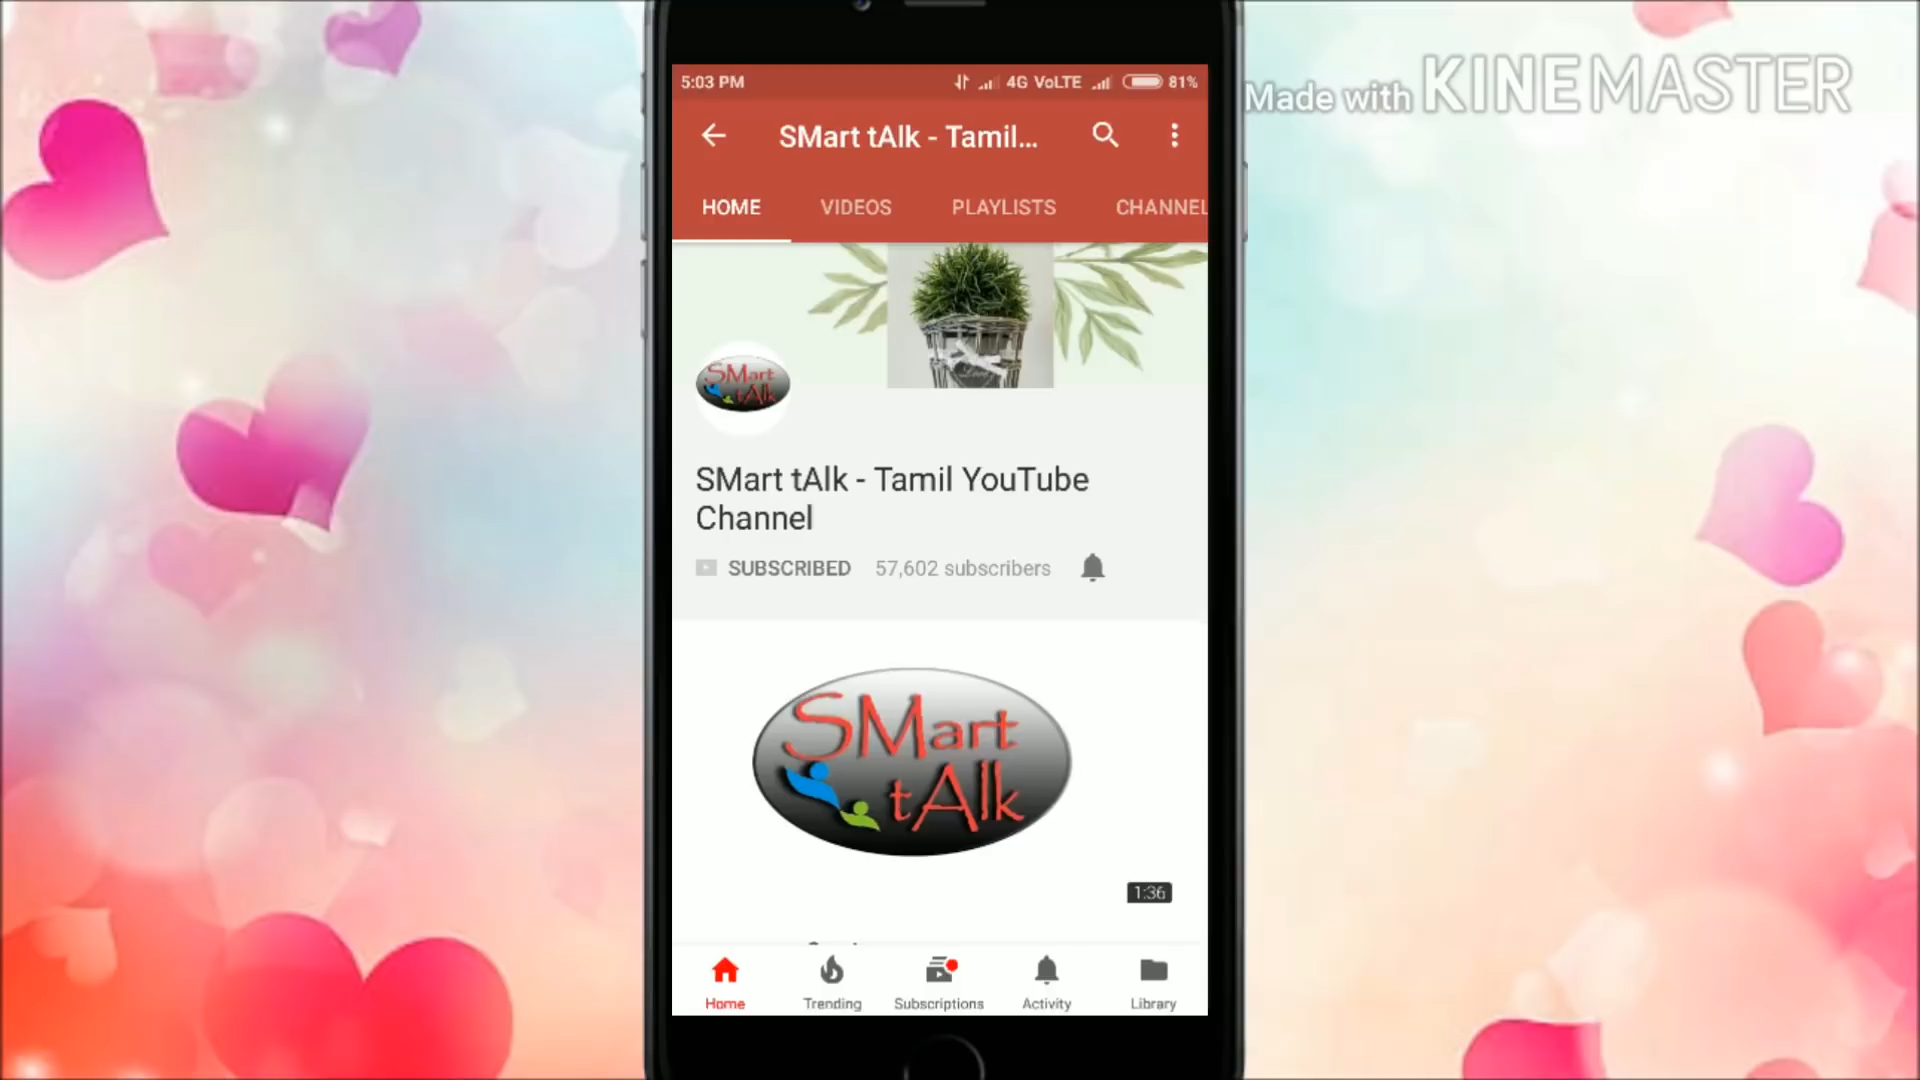 Made with KINEMASTER
5:03 PM 4G VoLTE 81%
SMart tAlk - Tamil...
HOME VIDEOS PLAYLISTS CHANNEL
SMart
tAlk
SMart tAlk - Tamil YouTube
Channel
SUBSCRIBED 57,602 subscribers
SMart
tAlk
1:36
Home Trending Subscriptions Activity Library